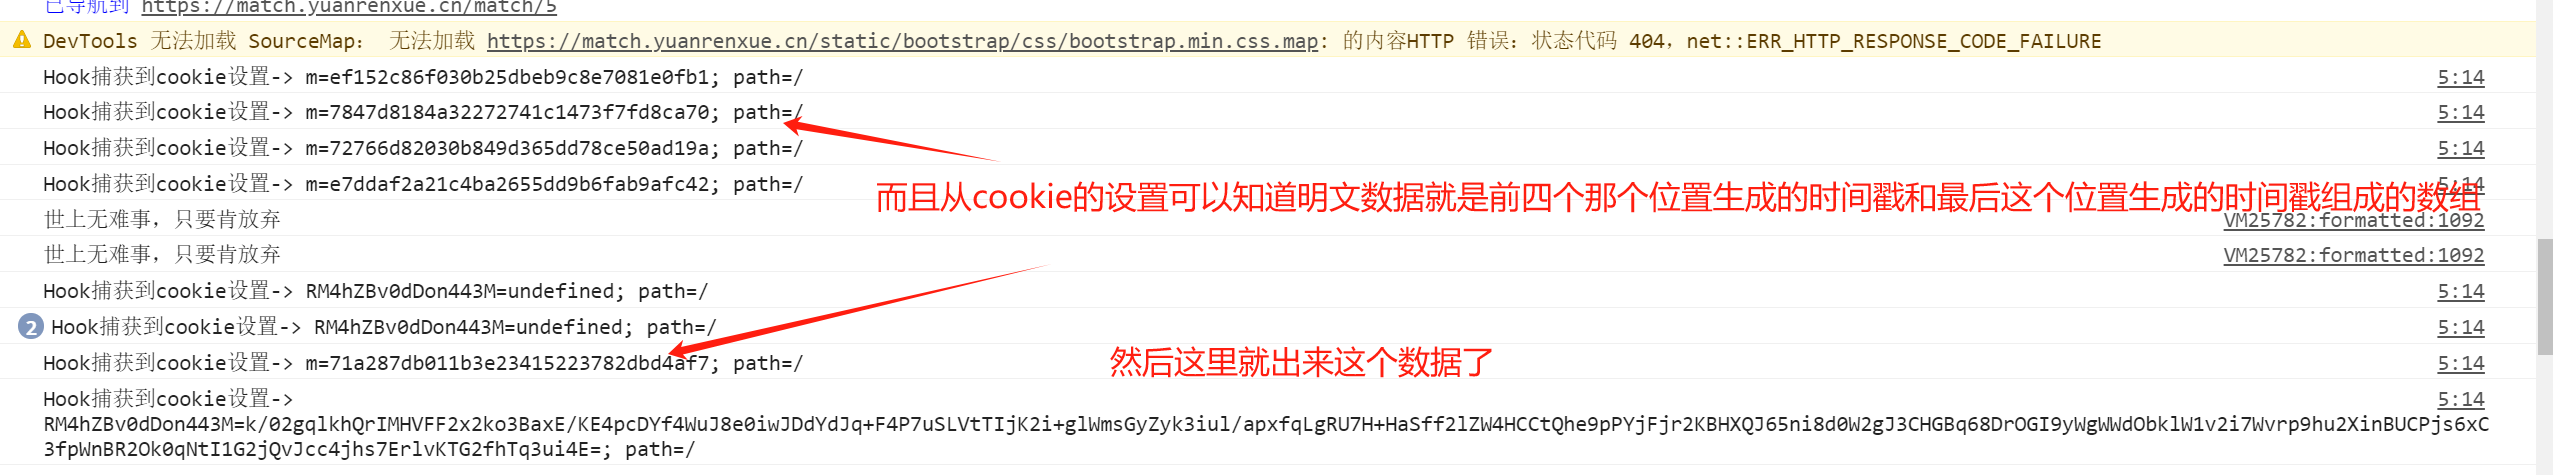 已导航到 https://match.yuanrenxue.cn/match/5
DevTools 无法加载 SourceMap： 无法加载 https://match.yuanrenxue.cn/static/bootstrap/css/bootstrap.min.css.map: 的内容HTTP 错误：状态代码 404，net::ERR_HTTP_RESPONSE_CODE_FAILURE
Hook捕获到cookie设置-> m=ef152c86f030b25dbeb9c8e7081e0fb1; path=/ 5:14
Hook捕获到cookie设置-> m=7847d8184a32272741c1473f7fd8ca70; path=/ 5:14
Hook捕获到cookie设置-> m=72766d82030b849d365dd78ce50ad19a; path=/ 5:14
Hook捕获到cookie设置-> m=e7ddaf2a21c4ba2655dd9b6fab9afc42; path=/ 5:14
而且从cookie的设置可以知道明文数据就是前四个那个位置生成的时间戳和最后这个位置生成的时间戳组成的数组
世上无难事，只要肯放弃 VM25782:formatted:1092
世上无难事，只要肯放弃 VM25782:formatted:1092
Hook捕获到cookie设置-> RM4hZBv0dDon443M=undefined; path=/ 5:14
2 Hook捕获到cookie设置-> RM4hZBv0dDon443M=undefined; path=/ 5:14
Hook捕获到cookie设置-> m=71a287db011b3e23415223782dbd4af7; path=/ 5:14
然后这里就出来这个数据了
Hook捕获到cookie设置-> 5:14
RM4hZBv0dDon443M=k/02gqlkhQrIMHVFF2x2ko3BaxE/KE4pcDYf4WuJ8e0iwJDdYdJq+F4P7uSLVtTIjK2i+glWmsGyZyk3iul/apxfqLgRU7H+HaSff2lZW4HCCtQhe9pPYjFjr2KBHXQJ65ni8d0W2gJ3CHGBq68DrOGI9yWgWWdObklW1v2i7Wvrp9hu2XinBUCPjs6xC
3fpWnBR2Ok0qNtI1G2jQvJcc4jhs7ErlvKTG2fhTq3ui4E=; path=/